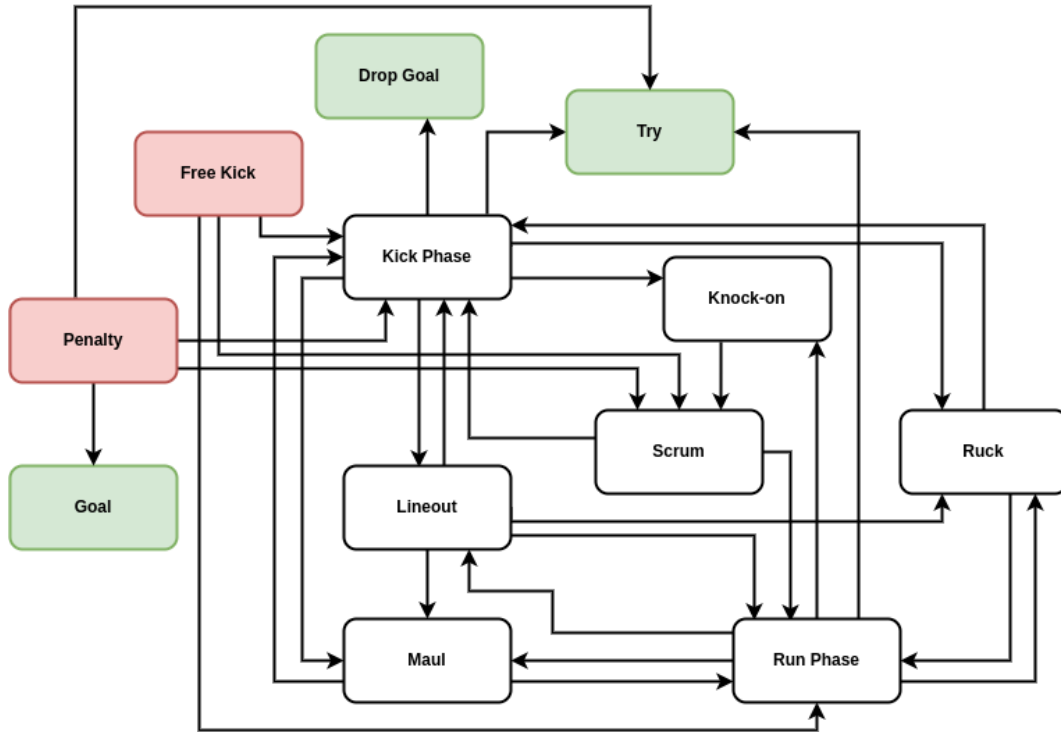 Drop Goal
Try
Free Kick
Kick Phase
Knock-on
Penalty
Scrum
Ruck
Goal
Lineout
Maul
Run Phase